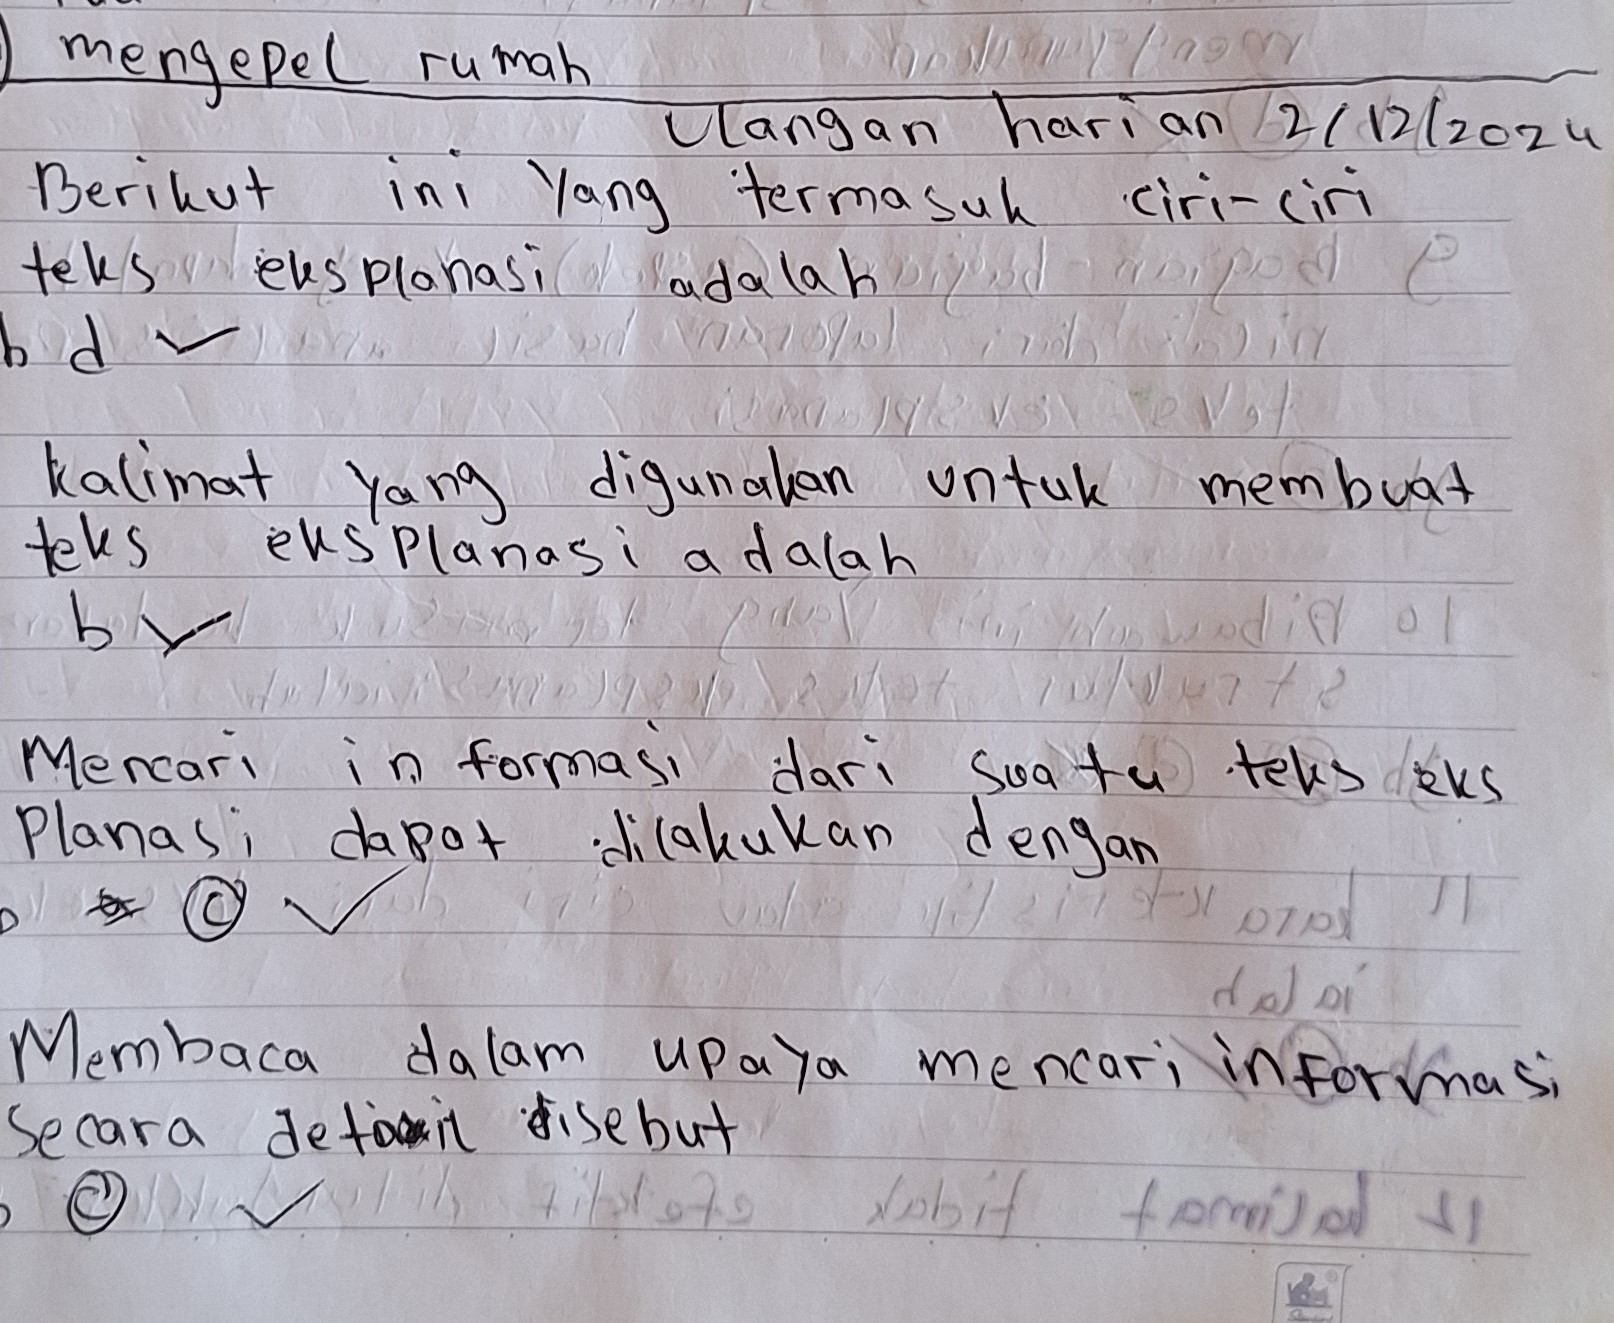 mengepel rumah
Ulangan harian 2/12/2024
Berikut ini yang termasuk ciri-ciri
teks eksplanasi adalah
b d
kalimat yang digunakan untuk membuat
teks eksplanasi adalah
b
Mencari informasi dari suatu teks eks
planasi dapat dilakukan dengan
c
Membaca dalam upaya mencari informasi
secara detail disebut
c